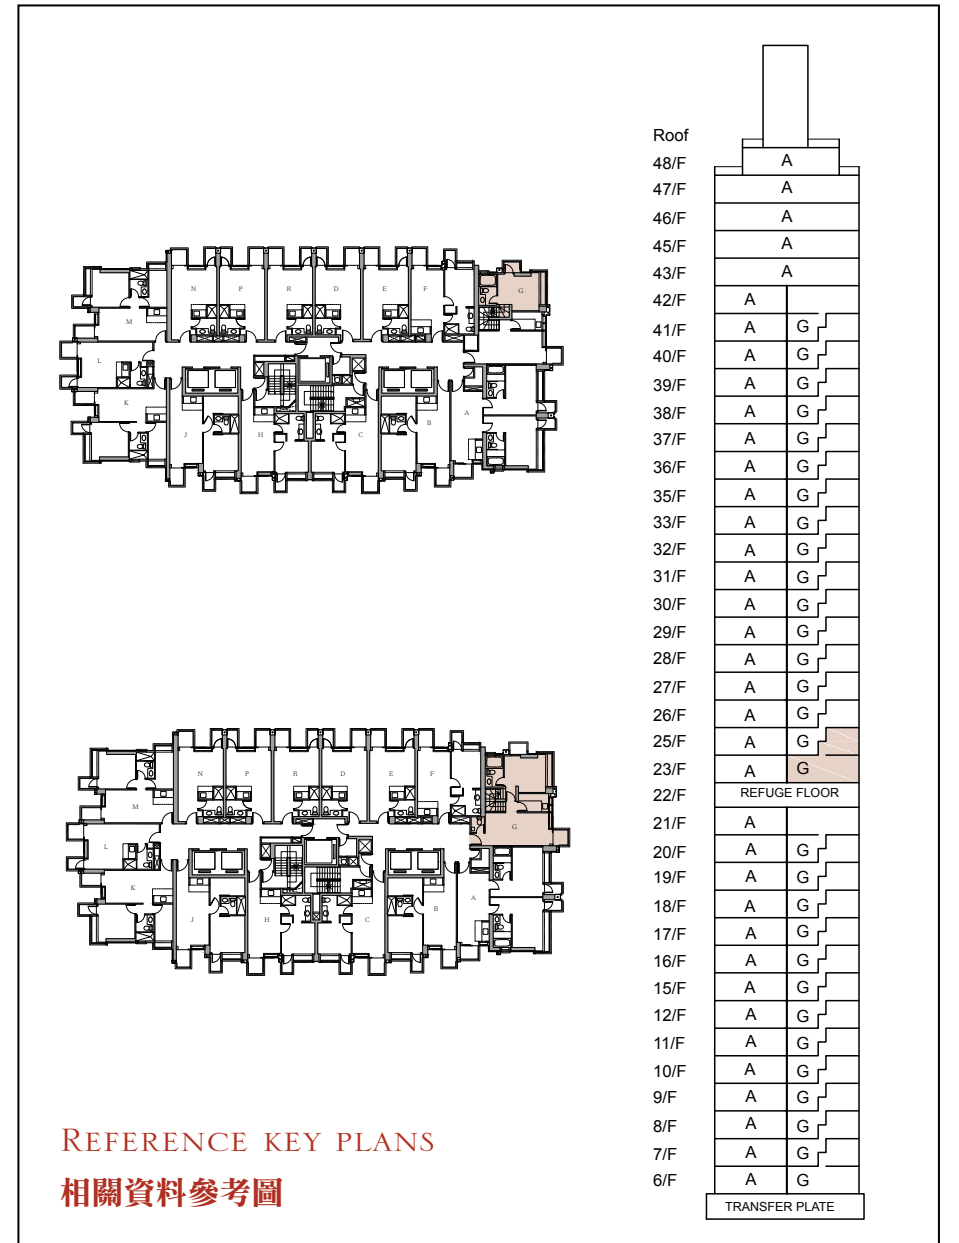 Roof
48/F A
47/F A
46/F A
45/F A
43/F A
42/F A
41/F A G
40/F A G
39/F A G
38/F A G
37/F A G
36/F A G
35/F A G
33/F A G
32/F A G
31/F A G
30/F A G
29/F A G
28/F A G
27/F A G
26/F A G
25/F A G
23/F A G
22/F REFUGE FLOOR
21/F A
20/F A G
19/F A G
18/F A G
17/F A G
16/F A G
15/F A G
12/F A G
11/F A G
10/F A G
9/F A G
8/F A G
7/F A G
6/F A G
TRANSFER PLATE
N P R D E F G
M
L
K
J H C B A
N P R D E F
M
G
L
K
J H C B A
REFERENCE KEY PLANS
相關資料參考圖